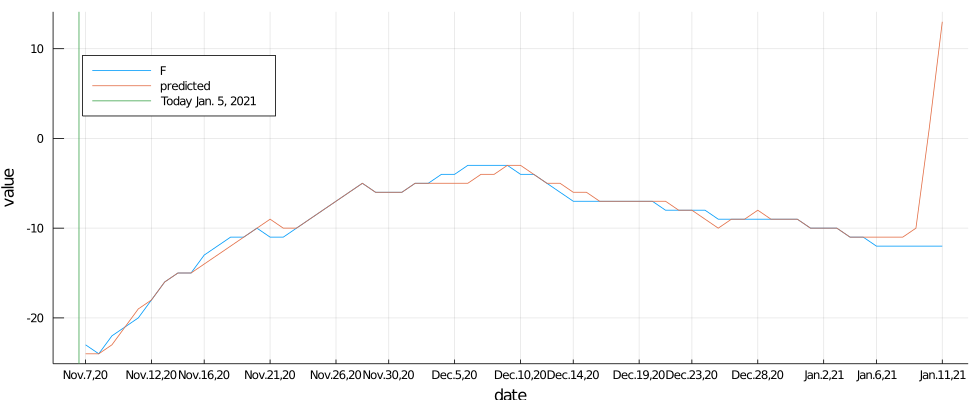 10
0
-10
-20
value
F
predicted
Today Jan. 5, 2021
Nov.7,20 Nov.12,20 Nov.16,20 Nov.21,20 Nov.26,20 Nov.30,20 Dec.5,20 Dec.10,20 Dec.14,20 Dec.19,20 Dec.23,20 Dec.28,20 Jan.2,21 Jan.6,21 Jan.11,21
date